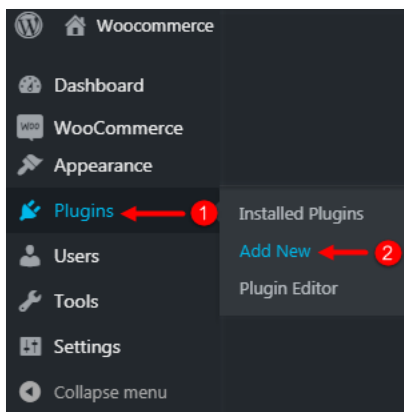 Woocommerce
Dashboard
Woo WooCommerce
Appearance
Plugins 1
Installed Plugins
Users
Add New 2
Plugin Editor
Tools
Settings
Collapse menu